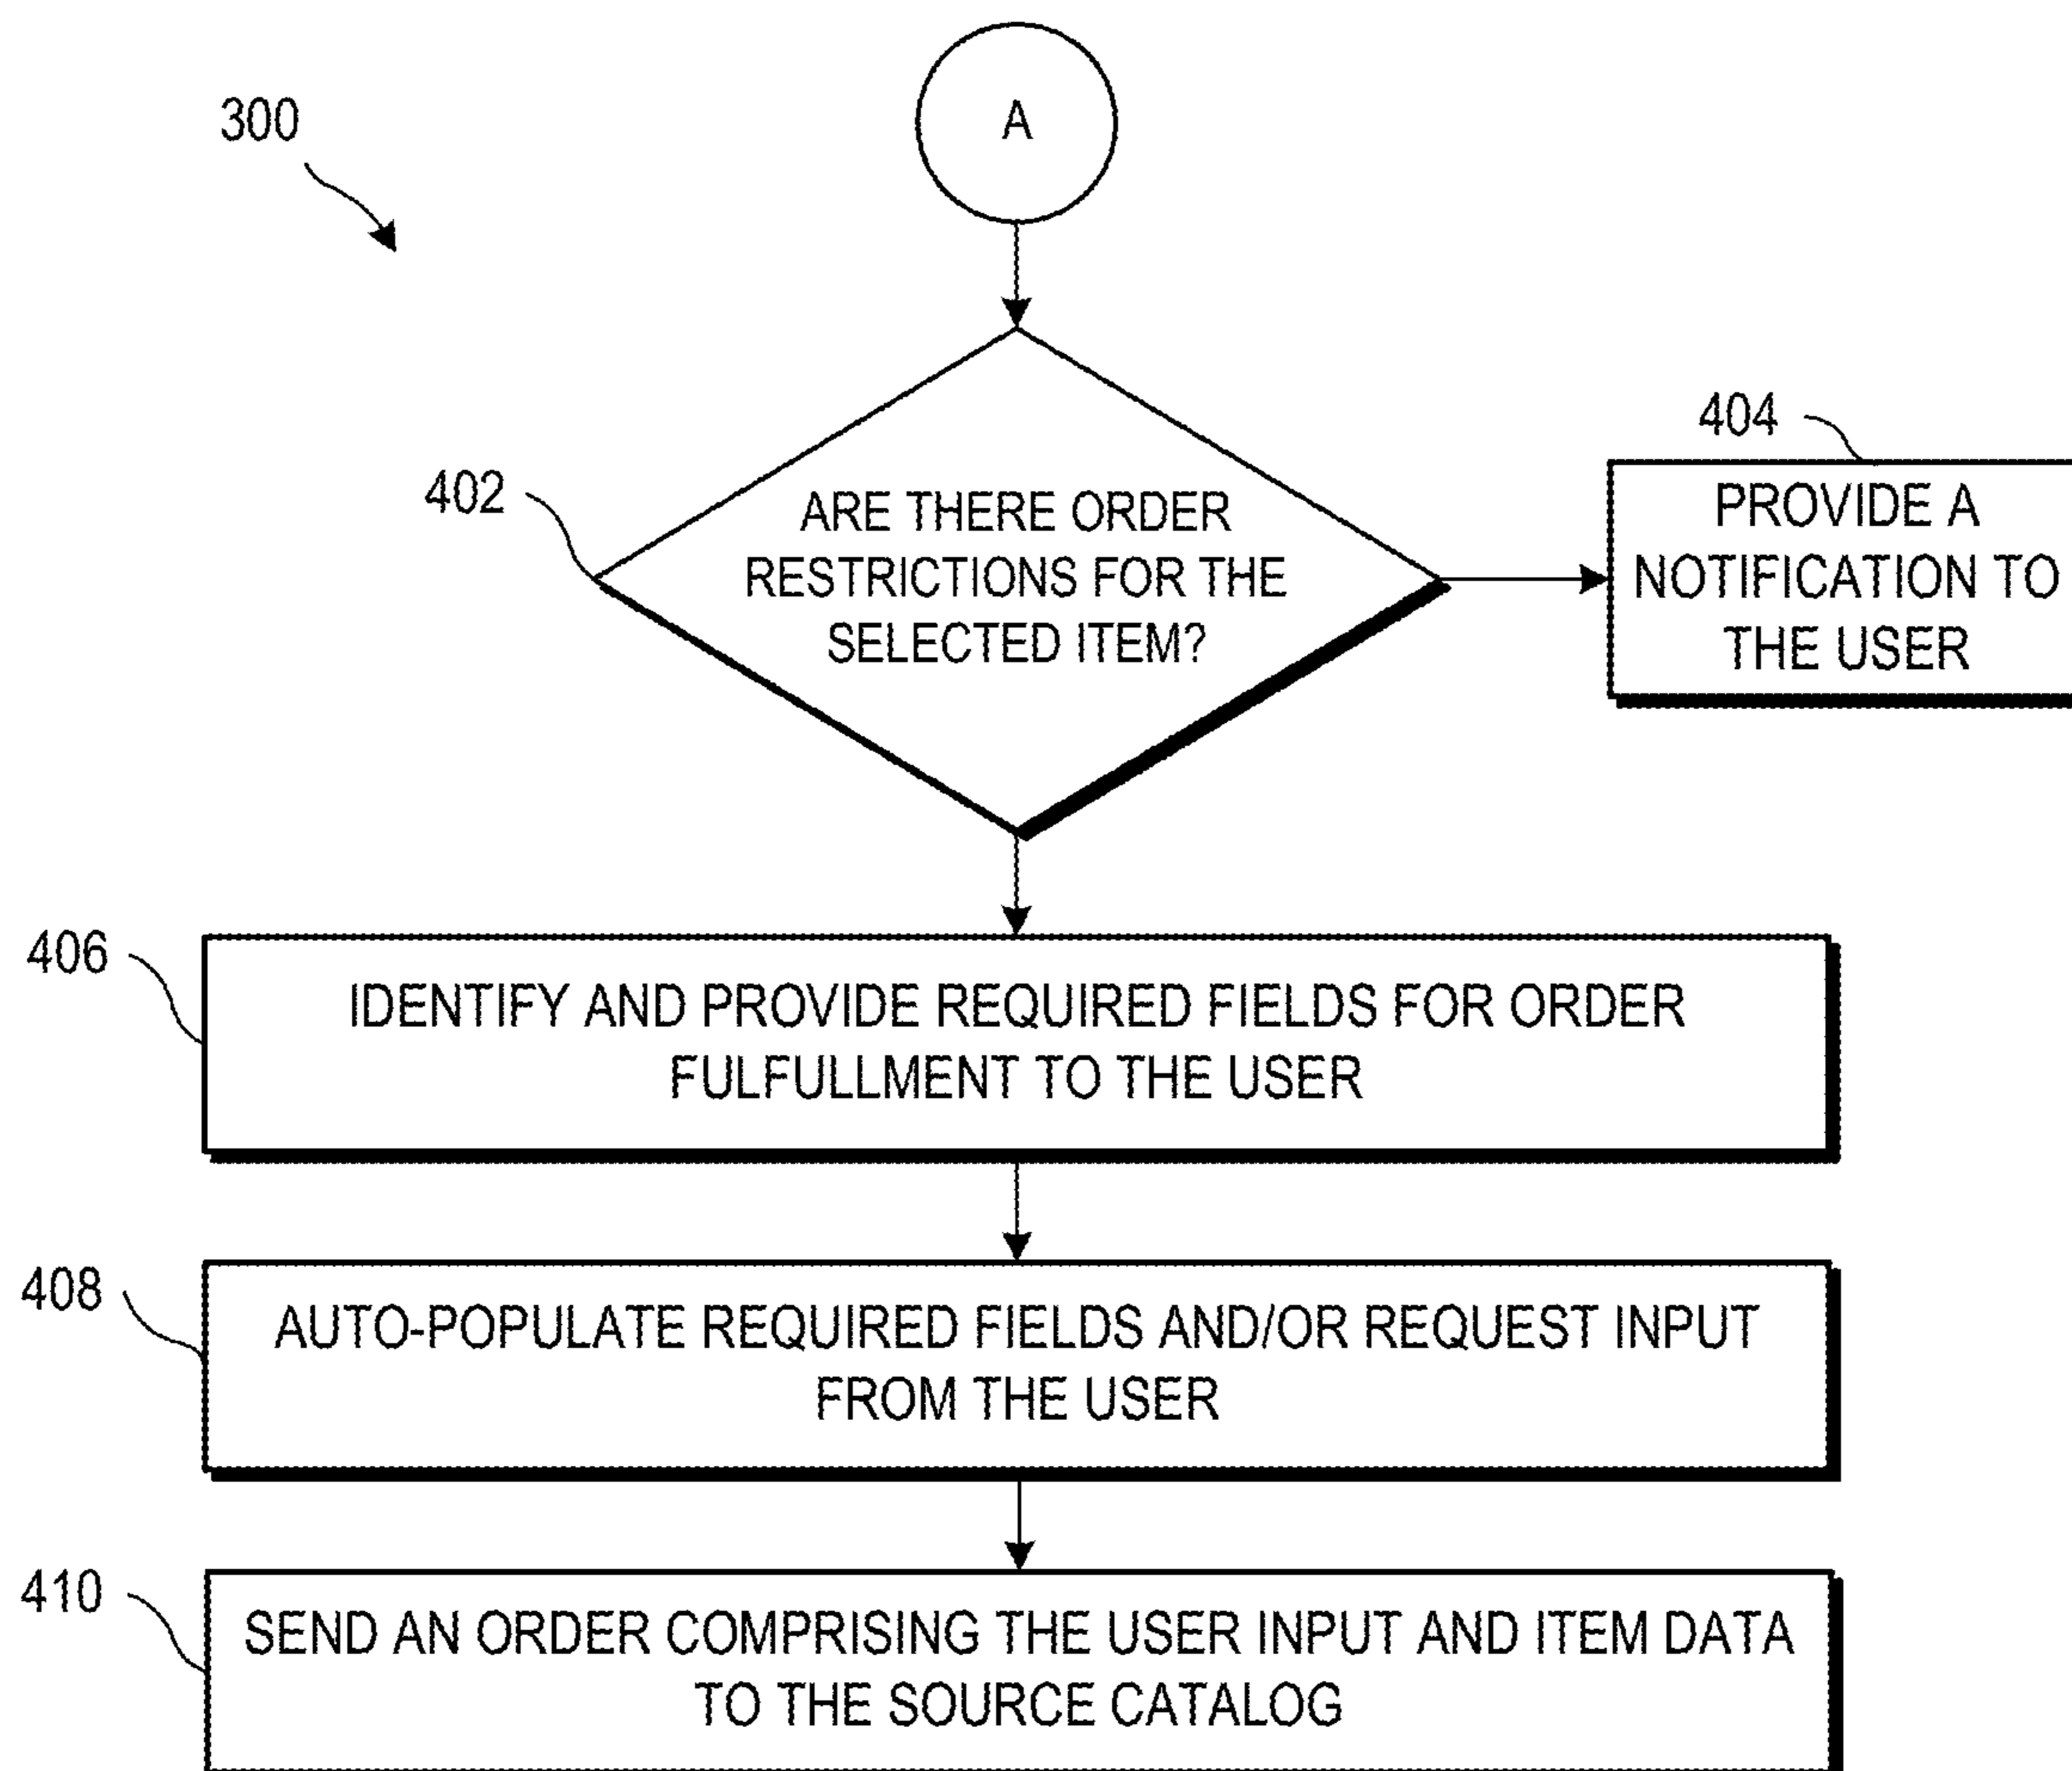 A
300
402
ARE THERE ORDER
RESTRICTIONS FOR THE
SELECTED ITEM?
404
PROVIDE A
NOTIFICATION TO
THE USER
406
IDENTIFY AND PROVIDE REQUIRED FIELDS FOR ORDER
FULFULLMENT TO THE USER
408
AUTO-POPULATE REQUIRED FIELDS AND/OR REQUEST INPUT
FROM THE USER
410
SEND AN ORDER COMPRISING THE USER INPUT AND ITEM DATA
TO THE SOURCE CATALOG